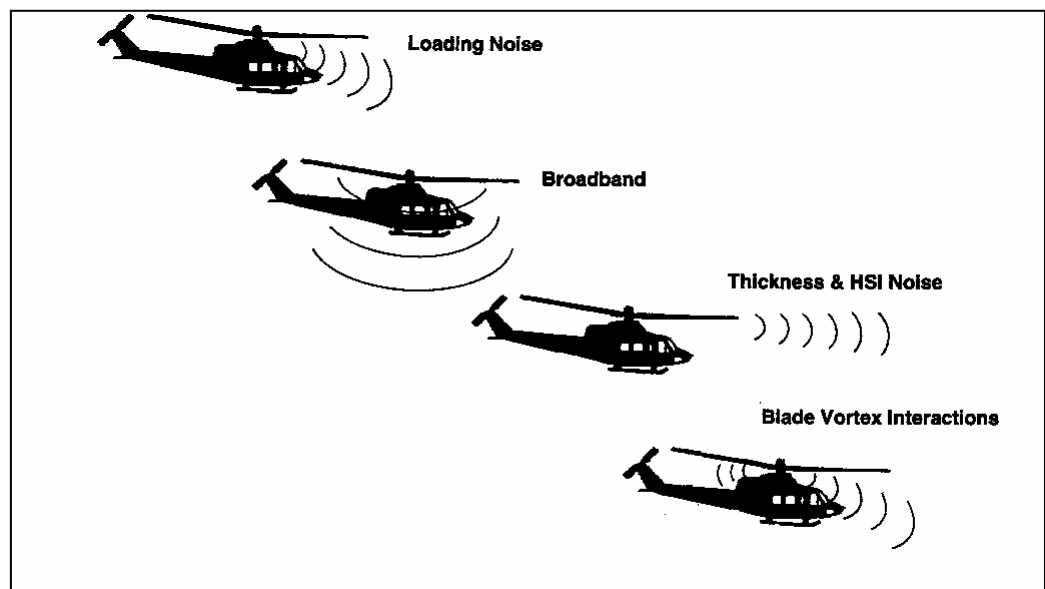 Loading Noise
Broadband
Thickness & HSI Noise
Blade Vortex Interactions